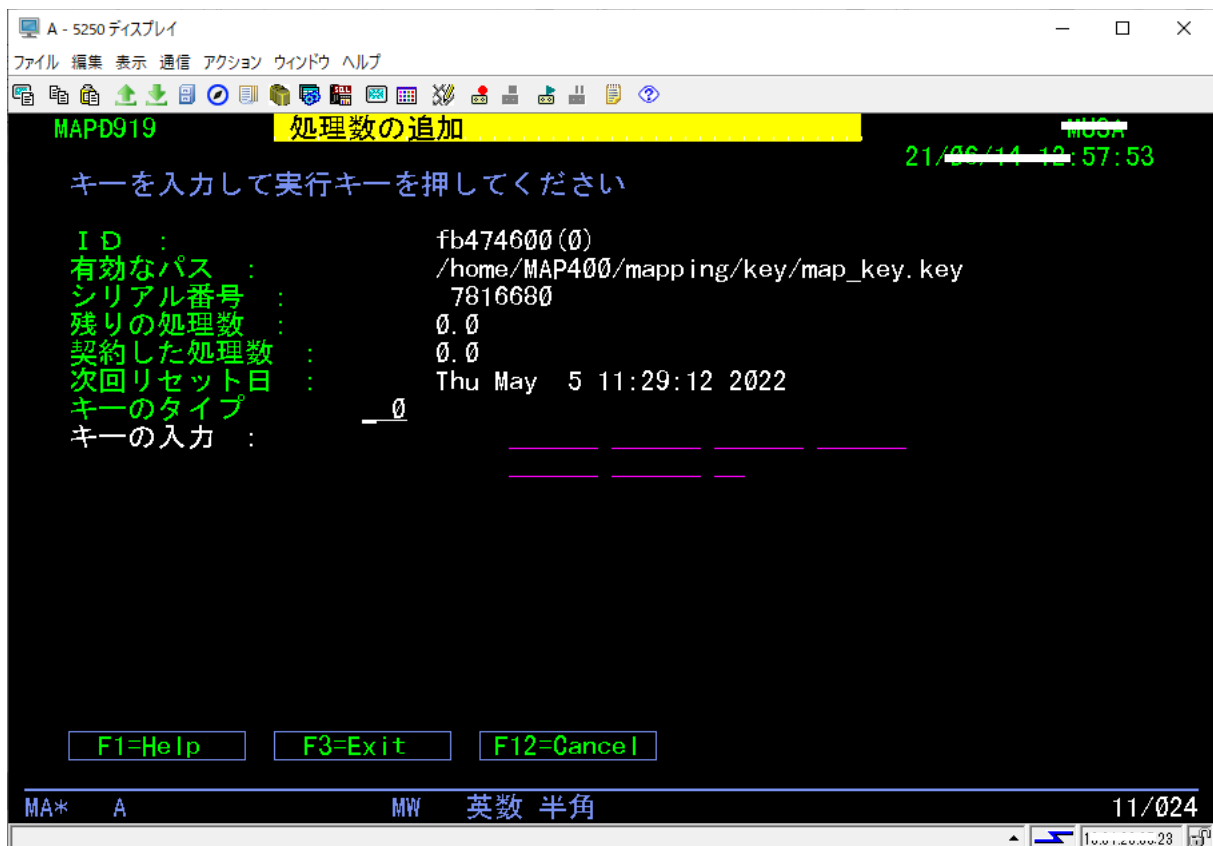 A - 5250 ディスプレイ
ファイル 編集 表示 通信 アクション ウィンドウ ヘルプ
MAPD919 処理数の追加
21/06/14 12:57:53
キーを入力して実行キーを押してください
ＩＤ : fb474600(0)
有効なパス : /home/MAP400/mapping/key/map_key.key
シリアル番号 : 7816680
残りの処理数 : 0.0
契約した処理数 : 0.0
次回リセット日 : Thu May 5 11:29:12 2022
キーのタイプ 0
キーの入力 :
F1=Help F3=Exit F12=Cancel
MA* A MW 英数 半角 11/024